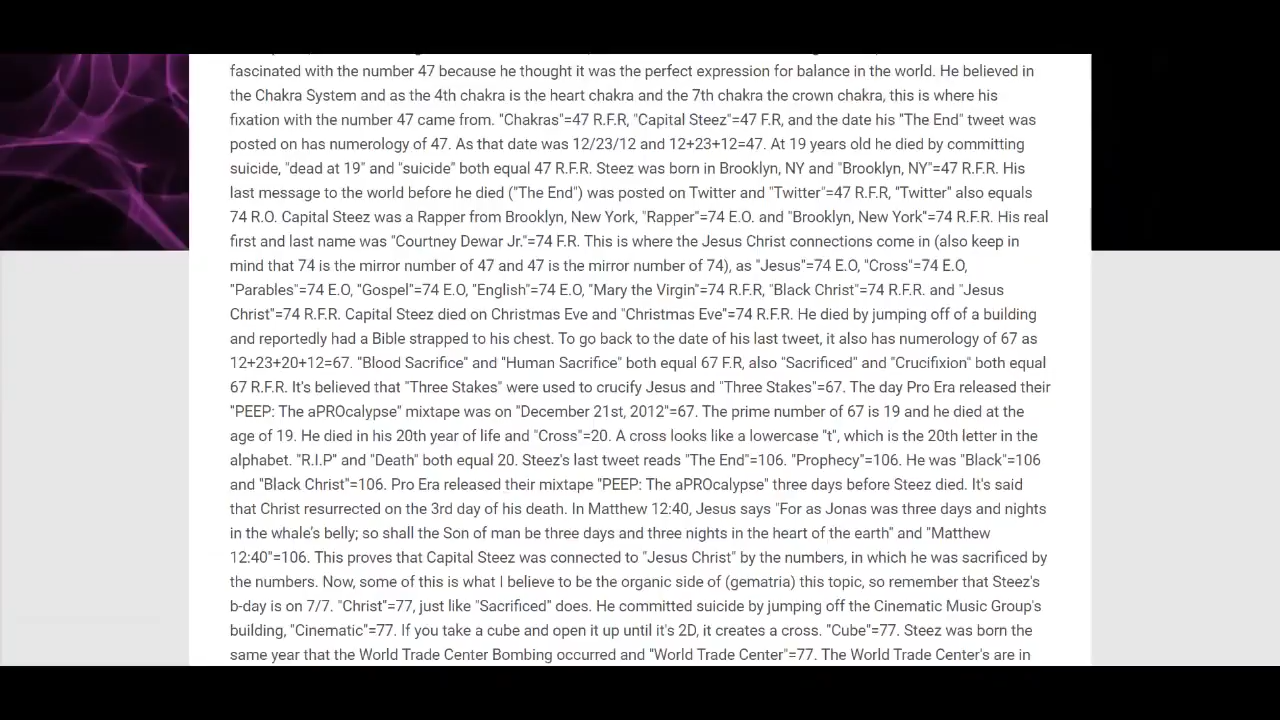 fascinated with the number 47 because he thought it was the perfect expression for balance in the world. He believed in
the Chakra System and as the 4th chakra is the heart chakra and the 7th chakra the crown chakra, this is where his
fixation with the number 47 came from. "Chakras"=47 R.F.R, "Capital Steez"=47 F.R, and the date his "The End" tweet was
posted on has numerology of 47. As that date was 12/23/12 and 12+23+12=47. At 19 years old he died by committing
suicide, "dead at 19" and "suicide" both equal 47 R.F.R. Steez was born in Brooklyn, NY and "Brooklyn, NY"=47 R.F.R. His
last message to the world before he died ("The End") was posted on Twitter and "Twitter"=47 R.F.R, "Twitter" also equals
74 R.O. Capital Steez was a Rapper from Brooklyn, New York, "Rapper"=74 E.O. and "Brooklyn, New York"=74 R.F.R. His real
first and last name was "Courtney Dewar Jr."=74 F.R. This is where the Jesus Christ connections come in (also keep in
mind that 74 is the mirror number of 47 and 47 is the mirror number of 74), as "Jesus"=74 E.O, "Cross"=74 E.O,
"Parables"=74 E.O, "Gospel"=74 E.O, "English"=74 E.O, "Mary the Virgin"=74 R.F.R, "Black Christ"=74 R.F.R. and "Jesus
Christ"=74 R.F.R. Capital Steez died on Christmas Eve and "Christmas Eve"=74 R.F.R. He died by jumping off of a building
and reportedly had a Bible strapped to his chest. To go back to the date of his last tweet, it also has numerology of 67 as
12+23+20+12=67. "Blood Sacrifice" and "Human Sacrifice" both equal 67 F.R, also "Sacrificed" and "Crucifixion" both equal
67 R.F.R. It's believed that "Three Stakes" were used to crucify Jesus and "Three Stakes"=67. The day Pro Era released their
"PEEP: The aPROcalypse" mixtape was on "December 21st, 2012"=67. The prime number of 67 is 19 and he died at the
age of 19. He died in his 20th year of life and "Cross"=20. A cross looks like a lowercase "t", which is the 20th letter in the
alphabet. "R.I.P" and "Death" both equal 20. Steez's last tweet reads "The End"=106. "Prophecy"=106. He was "Black"=106
and "Black Christ"=106. Pro Era released their mixtape "PEEP: The aPROcalypse" three days before Steez died. It's said
that Christ resurrected on the 3rd day of his death. In Matthew 12:40, Jesus says "For as Jonas was three days and nights
in the whale’s belly; so shall the Son of man be three days and three nights in the heart of the earth" and "Matthew
12:40"=106. This proves that Capital Steez was connected to "Jesus Christ" by the numbers, in which he was sacrificed by
the numbers. Now, some of this is what I believe to be the organic side of (gematria) this topic, so remember that Steez's
b-day is on 7/7. "Christ"=77, just like "Sacrificed" does. He committed suicide by jumping off the Cinematic Music Group's
building, "Cinematic"=77. If you take a cube and open it up until it's 2D, it creates a cross. "Cube"=77. Steez was born the
same year that the World Trade Center Bombing occurred and "World Trade Center"=77. The World Trade Center's are in